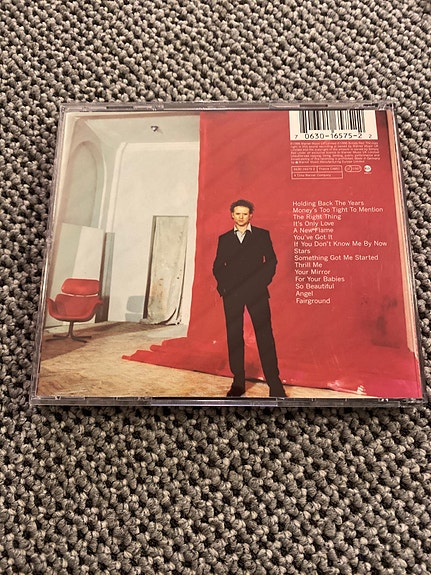 7 0630-16575-2 2
Holding Back The Years
Money's Too Tight To Mention
The Right Thing
It's Only Love
A New Flame
You've Got It
If You Don't Know Me By Now
Stars
Something Got Me Started
Thrill Me
Your Mirror
For Your Babies
So Beautiful
Angel
Fairground